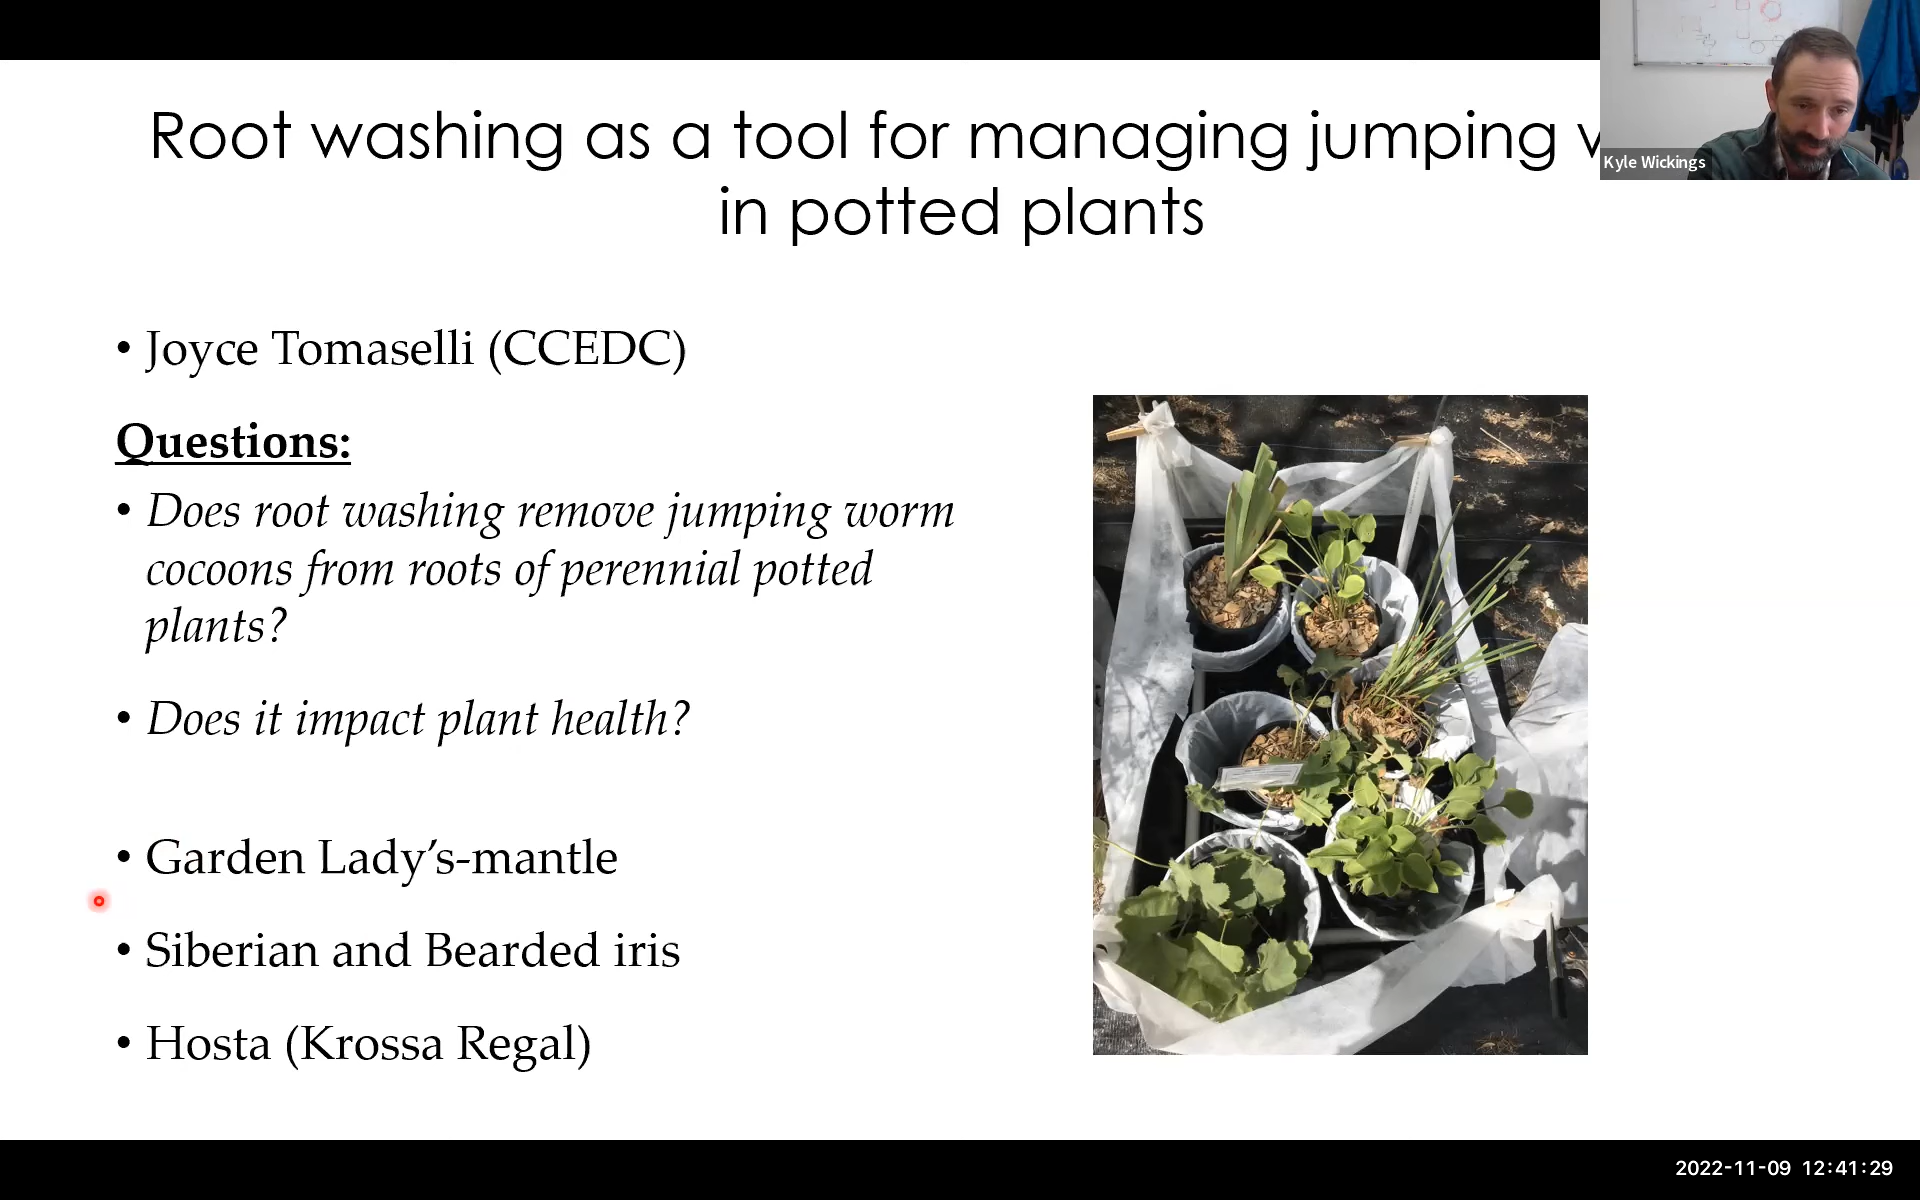 Root washing as a tool for managing jumping
in potted plants
Kyle Wickings
• Joyce Tomaselli (CCEDC)
Questions:
• Does root washing remove jumping worm
cocoons from roots of perennial potted
plants?
• Does it impact plant health?
• Garden Lady’s-mantle
• Siberian and Bearded iris
• Hosta (Krossa Regal)
2022-11-09 12:41:29